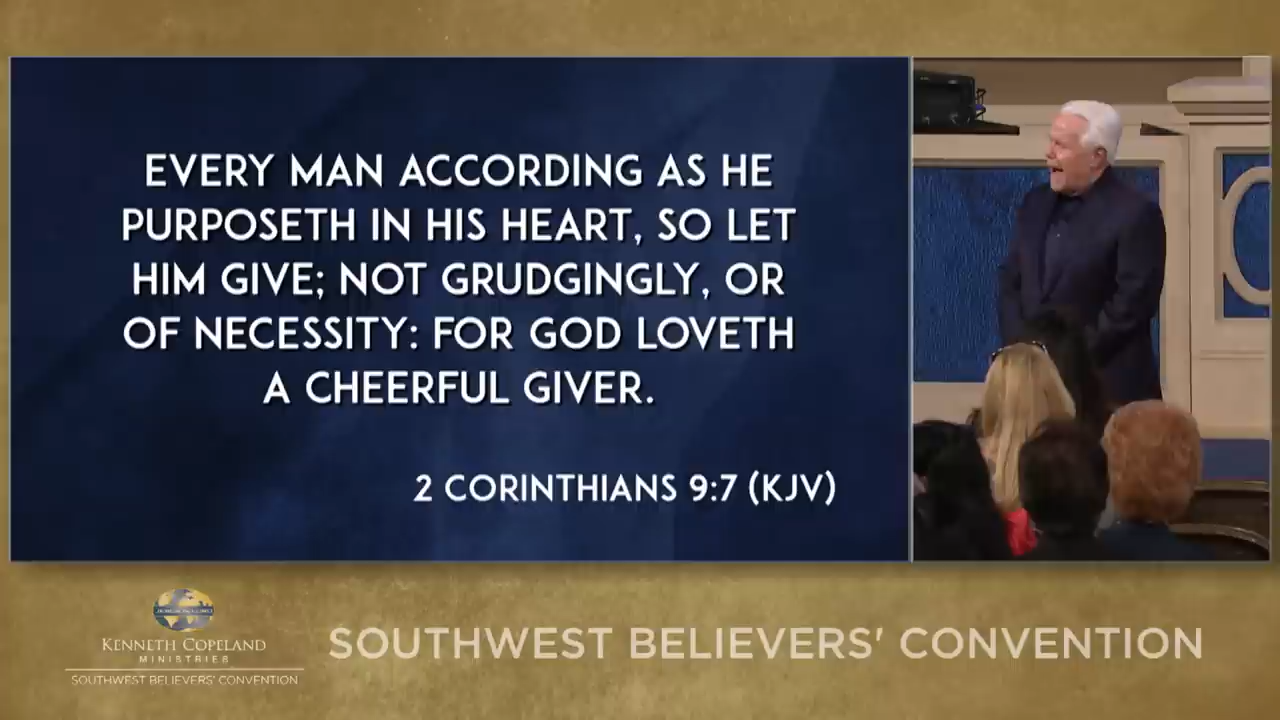 EVERY MAN ACCORDING AS HE
PURPOSETH IN HIS HEART, SO LET
HIM GIVE; NOT GRUDGINGLY, OR
OF NECESSITY: FOR GOD LOVETH
A CHEERFUL GIVER.
2 CORINTHIANS 9:7 (KJV)
KENNETH COPELAND
MINISTRIES
SOUTHWEST BELIEVERS' CONVENTION
SOUTHWEST BELIEVERS' CONVENTION